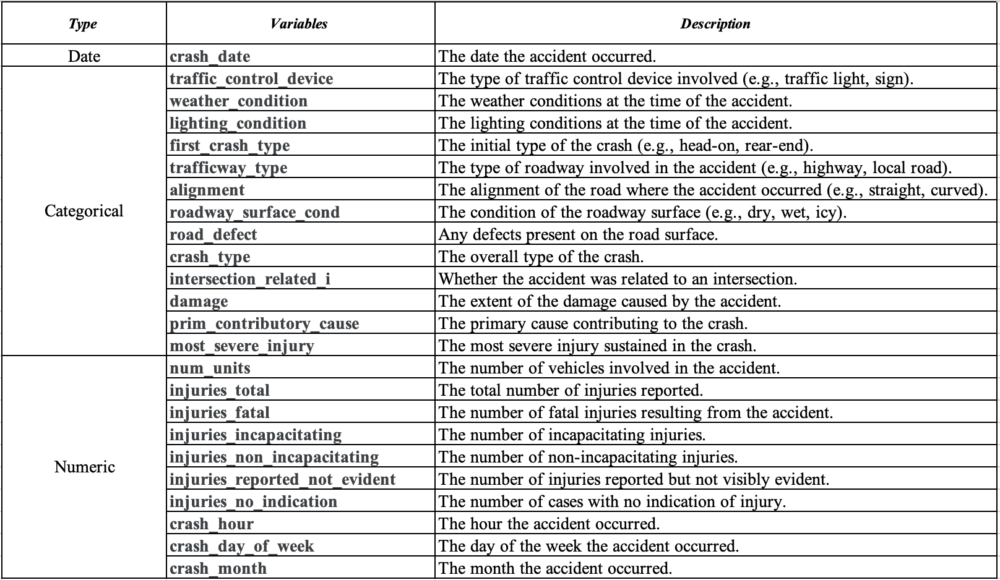 Type Variables Description
Date crash_date The date the accident occurred.
traffic_control_device The type of traffic control device involved (e.g., traffic light, sign).
weather_condition The weather conditions at the time of the accident.
lighting_condition The lighting conditions at the time of the accident.
first_crash_type The initial type of the crash (e.g., head-on, rear-end).
trafficway_type The type of roadway involved in the accident (e.g., highway, local road).
alignment The alignment of the road where the accident occurred (e.g., straight, curved).
Categorical roadway_surface_cond The condition of the roadway surface (e.g., dry, wet, icy).
road_defect Any defects present on the road surface.
crash_type The overall type of the crash.
intersection_related_i Whether the accident was related to an intersection.
damage The extent of the damage caused by the accident.
prim_contributory_cause The primary cause contributing to the crash.
most_severe_injury The most severe injury sustained in the crash.
num_units The number of vehicles involved in the accident.
injuries_total The total number of injuries reported.
injuries_fatal The number of fatal injuries resulting from the accident.
injuries_incapacitating The number of incapacitating injuries.
Numeric injuries_non_incapacitating The number of non-incapacitating injuries.
injuries_reported_not_evident The number of injuries reported but not visibly evident.
injuries_no_indication The number of cases with no indication of injury.
crash_hour The hour the accident occurred.
crash_day_of_week The day of the week the accident occurred.
crash_month The month the accident occurred.